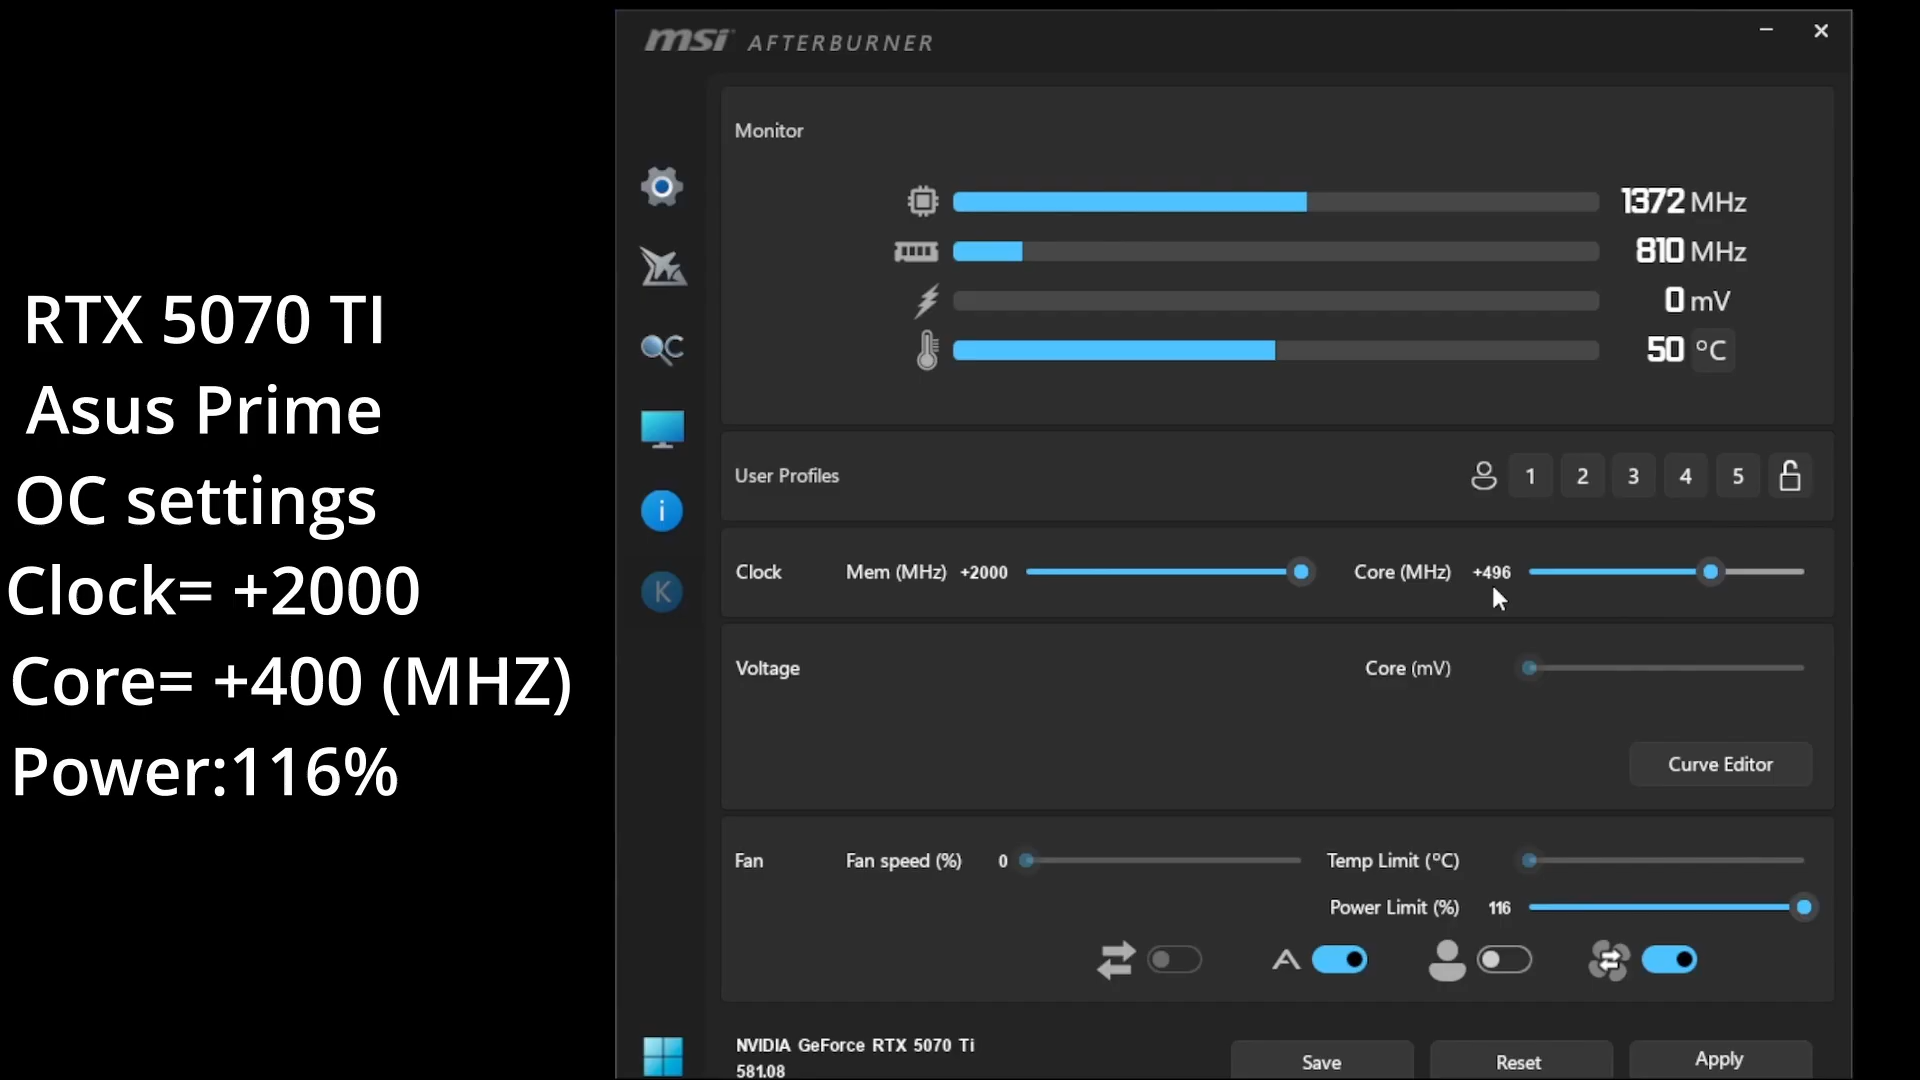 RTX 5070 TI
Asus Prime
OC settings
Clock= +2000
Core= +400 (MHZ)
Power:116%
msi AFTERBURNER
Monitor
1372 MHz
810 MHz
0 mV
50 °C
C
i
K
User Profiles 1 2 3 4 5
Clock Mem (MHz) +2000 Core (MHz) +496
Voltage Core (mV)
Curve Editor
Fan Fan speed (%) 0 Temp Limit (°C)
Power Limit (%) 116
A
NVIDIA GeForce RTX 5070 Ti
581.08
Save Reset Apply